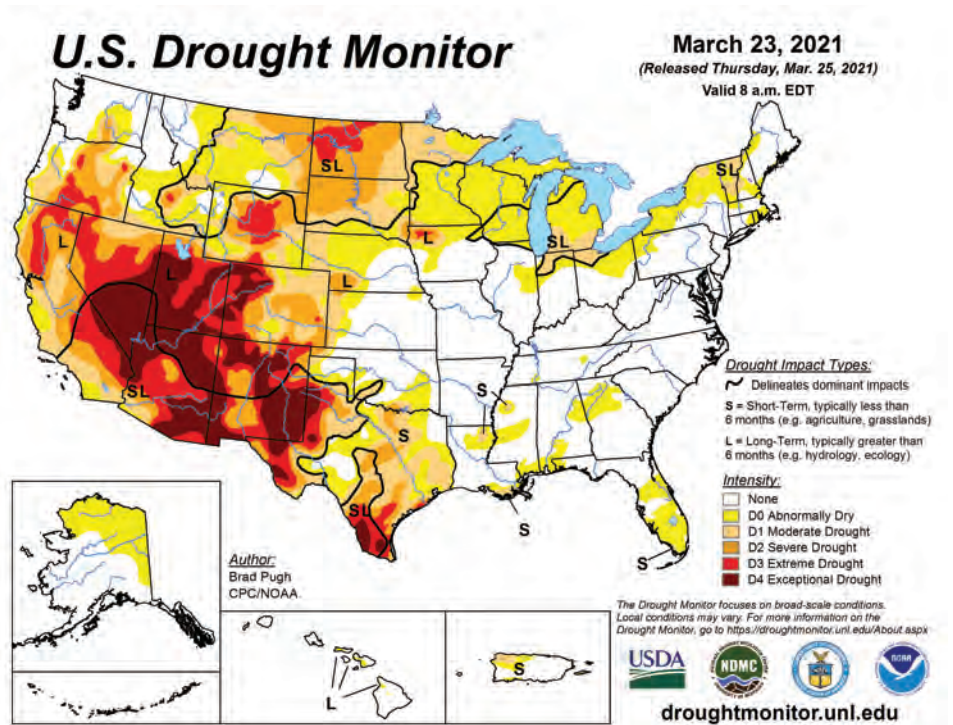 U.S. Drought Monitor
March 23, 2021
(Released Thursday, Mar. 25, 2021)
Valid 8 a.m. EDT
SL
SL
L
L
SL
L
SL
S
S
SL
S
S
Drought Impact Types:
Delineates dominant impacts
S = Short-Term, typically less than
6 months (e.g. agriculture, grasslands)
L = Long-Term, typically greater than
6 months (e.g. hydrology, ecology)
Intensity:
None
D0 Abnormally Dry
D1 Moderate Drought
D2 Severe Drought
D3 Extreme Drought
D4 Exceptional Drought
Author:
Brad Pugh
CPC/NOAA
L
S
The Drought Monitor focuses on broad-scale conditions.
Local conditions may vary. For more information on the
Drought Monitor, go to https://droughtmonitor.unl.edu/About.aspx
USDA
NDMC
NOAA
droughtmonitor.unl.edu